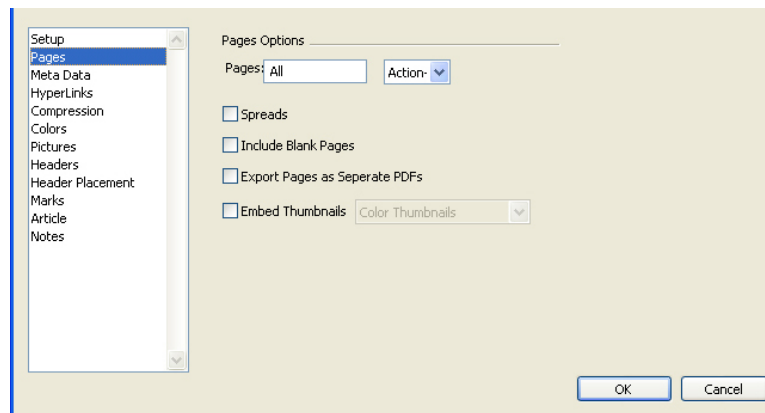 Setup
Pages
Meta Data
HyperLinks
Compression
Colors
Pictures
Headers
Header Placement
Marks
Article
Notes
Pages Options
Pages: All Action-
Spreads
Include Blank Pages
Export Pages as Seperate PDFs
Embed Thumbnails Color Thumbnails
OK Cancel